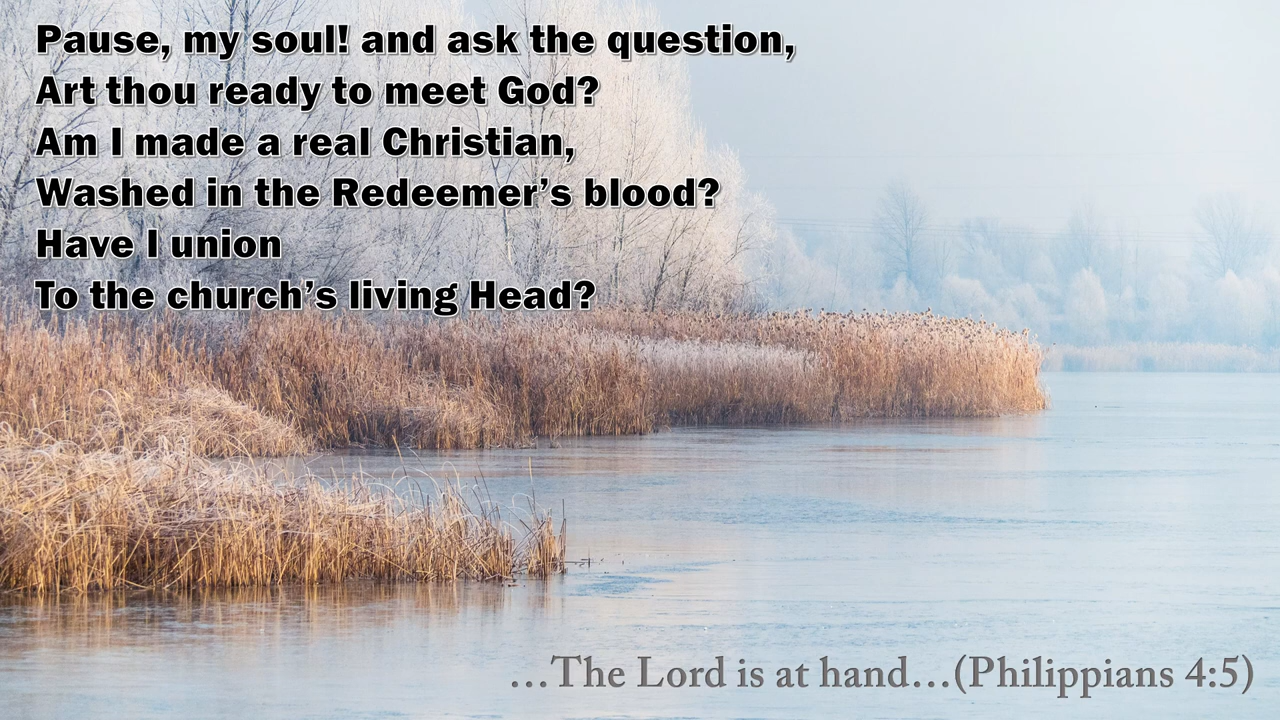 Pause, my soul! and ask the question,
Art thou ready to meet God?
Am I made a real Christian,
Washed in the Redeemer’s blood?
Have I union
To the church’s living Head?
…The Lord is at hand…(Philippians 4:5)